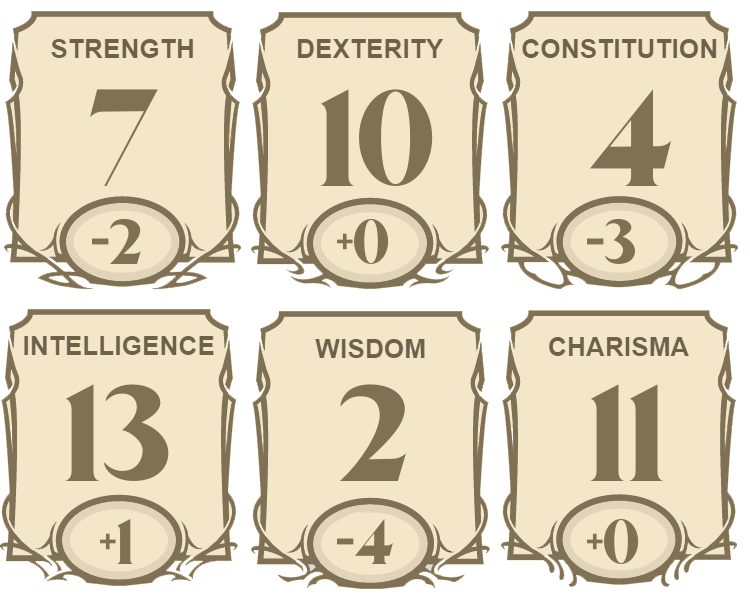 STRENGTH
7
-2
DEXTERITY
10
+0
CONSTITUTION
4
-3
INTELLIGENCE
13
+1
WISDOM
2
-4
CHARISMA
11
+0